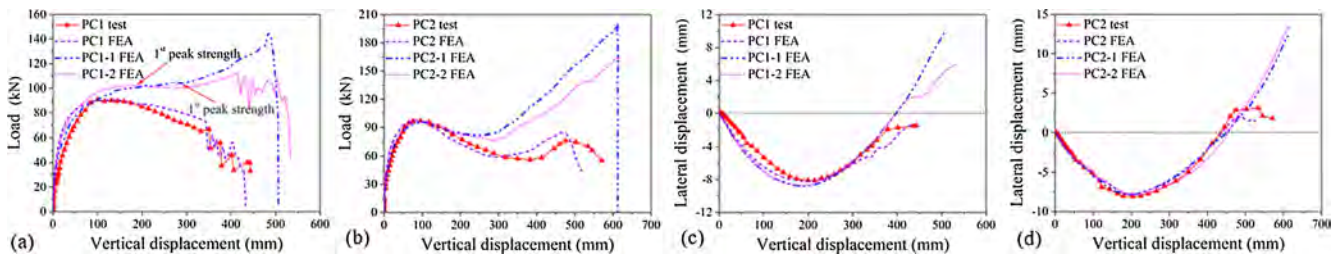 160
140
120
100
80
60
40
20
0
Load (kN)
PC1 test
PC1 FEA
PC1-1 FEA
PC1-2 FEA
1st peak strength
1st peak strength
0 100 200 300 400 500 600
Vertical displacement (mm)
(a)
210
180
150
120
90
60
30
0
Load (kN)
PC2 test
PC2 FEA
PC2-1 FEA
PC2-2 FEA
0 100 200 300 400 500 600 700
Vertical displacement (mm)
(b)
12
8
4
0
-4
-8
-12
Lateral displacement (mm)
PC1 test
PC1 FEA
PC1-1 FEA
PC1-2 FEA
0 100 200 300 400 500 600
Vertical displacement (mm)
(c)
15
10
5
0
-5
-10
Lateral displacement (mm)
PC2 test
PC2 FEA
PC2-1 FEA
PC2-2 FEA
0 100 200 300 400 500 600 700
Vertical displacement (mm)
(d)